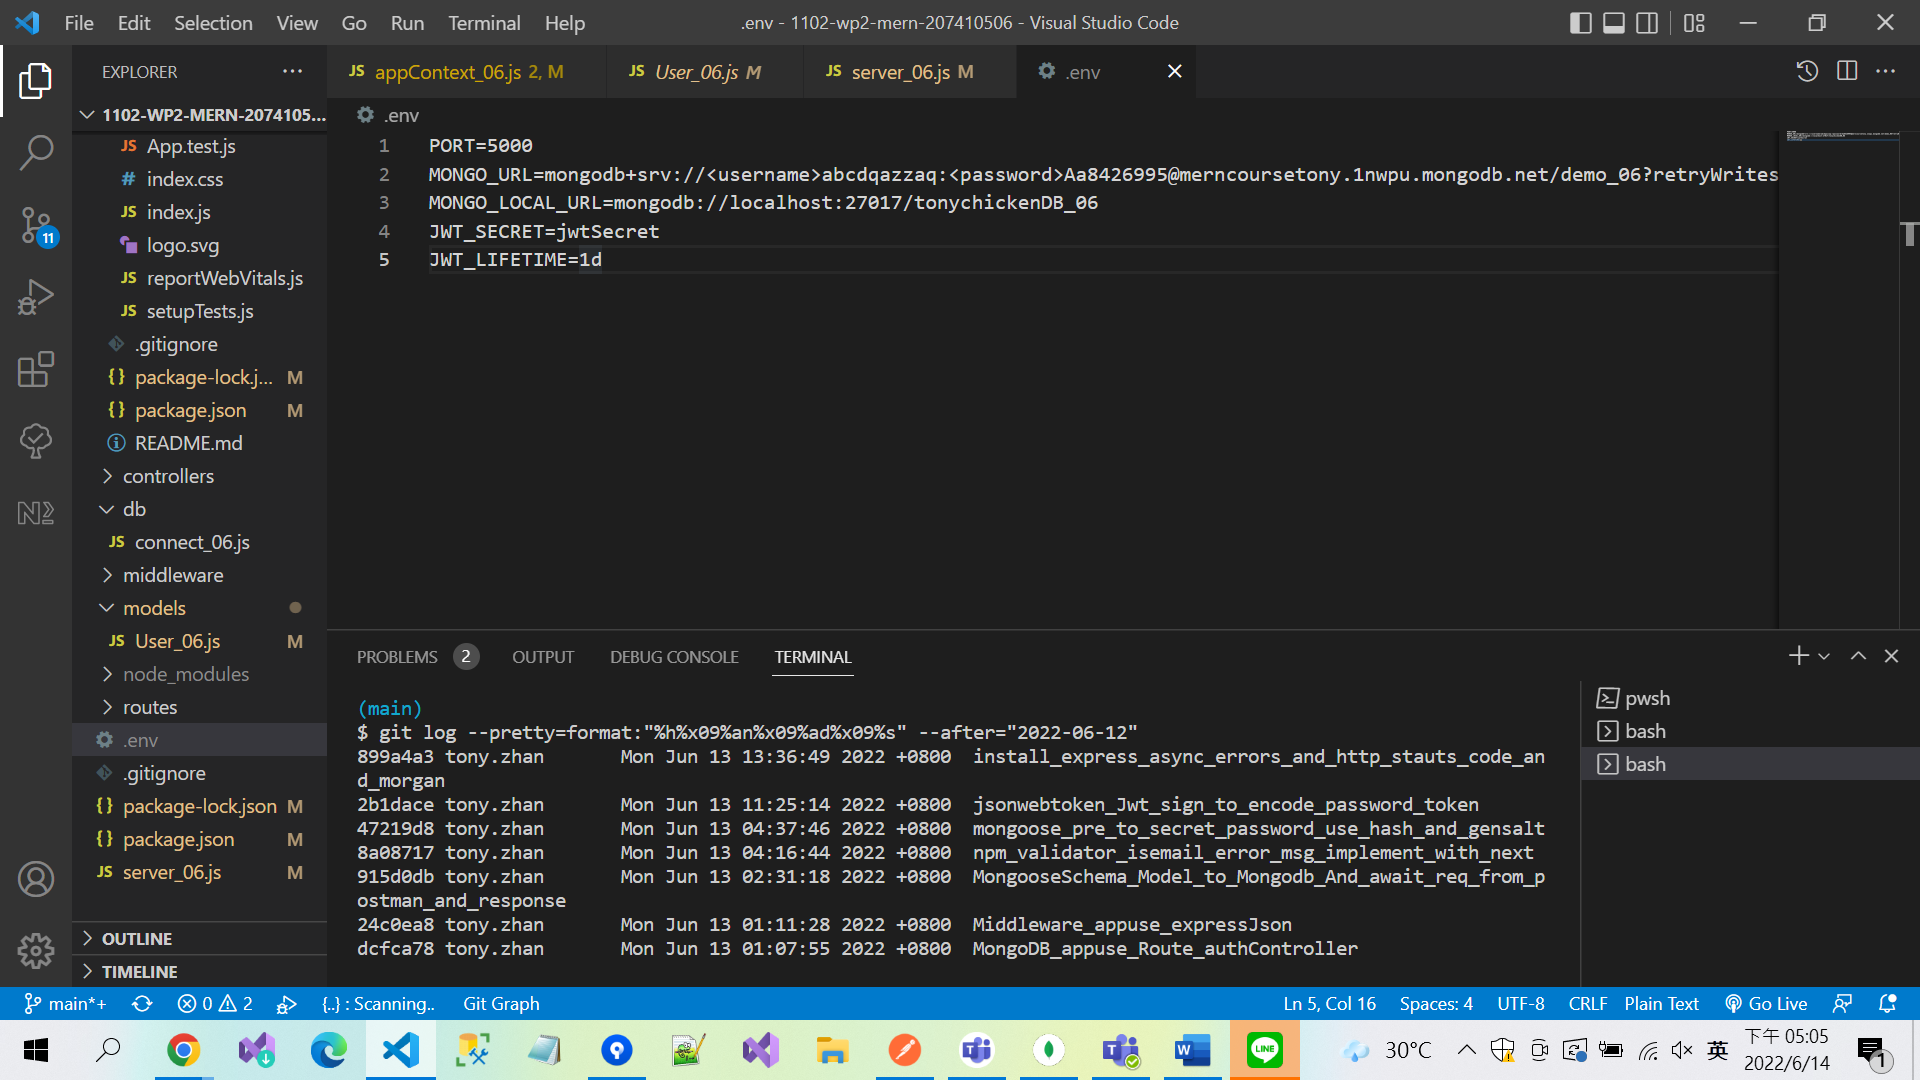 File Edit Selection View Go Run Terminal Help
.env - 1102-wp2-mern-207410506 - Visual Studio Code
EXPLORER
JS appContext_06.js 2, M
JS User_06.js M
JS server_06.js M
.env
1102-WP2-MERN-2074105...
JS App.test.js
# index.css
JS index.js
logo.svg
JS reportWebVitals.js
JS setupTests.js
.gitignore
{} package-lock.j... M
{} package.json M
README.md
controllers
db
JS connect_06.js
middleware
models
JS User_06.js M
node_modules
routes
.env
.gitignore
{} package-lock.json M
{} package.json M
JS server_06.js M
OUTLINE
TIMELINE
11
.env
1 PORT=5000
2 MONGO_URL=mongodb+srv://<username>abcdqazzaq:<password>Aa8426995@merncoursetony.1nwpu.mongodb.net/demo_06?retryWrites
3 MONGO_LOCAL_URL=mongodb://localhost:27017/tonychickenDB_06
4 JWT_SECRET=jwtSecret
5 JWT_LIFETIME=1d
PROBLEMS 2 OUTPUT DEBUG CONSOLE TERMINAL
(main)
$ git log --pretty=format:"%h%x09%an%x09%ad%x09%s" --after="2022-06-12"
899a4a3 tony.zhan Mon Jun 13 13:36:49 2022 +0800 install_express_async_errors_and_http_stauts_code_an
d_morgan
2b1dace tony.zhan Mon Jun 13 11:25:14 2022 +0800 jsonwebtoken_Jwt_sign_to_encode_password_token
47219d8 tony.zhan Mon Jun 13 04:37:46 2022 +0800 mongoose_pre_to_secret_password_use_hash_and_gensalt
8a08717 tony.zhan Mon Jun 13 04:16:44 2022 +0800 npm_validator_isemail_error_msg_implement_with_next
915d0db tony.zhan Mon Jun 13 02:31:18 2022 +0800 MongooseSchema_Model_to_Mongodb_And_await_req_from_p
ostman_and_response
24c0ea8 tony.zhan Mon Jun 13 01:11:28 2022 +0800 Middleware_appuse_expressJson
dcfca78 tony.zhan Mon Jun 13 01:07:55 2022 +0800 MongoDB_appuse_Route_authController
pwsh
bash
bash
main*+ 0 2 {..} : Scanning.. Git Graph
Ln 5, Col 16 Spaces: 4 UTF-8 CRLF Plain Text Go Live
LINE
30°C
英
下午 05:05
2022/6/14
1